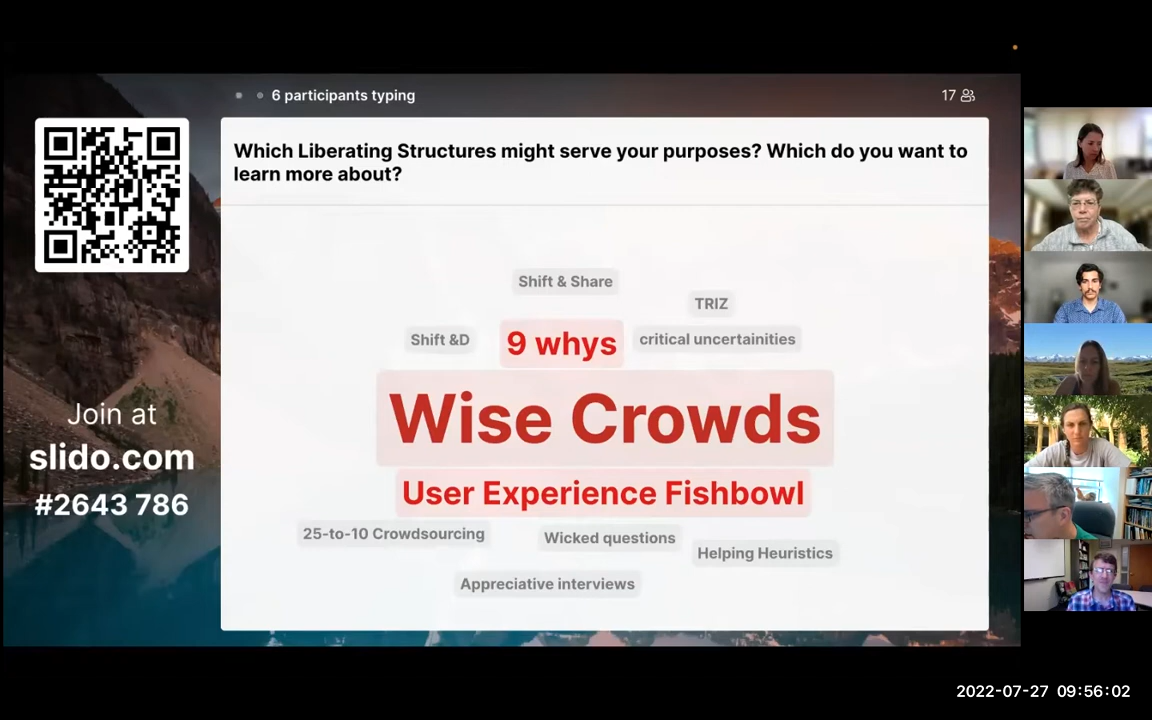 6 participants typing
17
Which Liberating Structures might serve your purposes? Which do you want to
learn more about?
Shift & Share
TRIZ
Shift &D
9 whys
critical uncertainities
Wise Crowds
User Experience Fishbowl
25-to-10 Crowdsourcing
Wicked questions
Helping Heuristics
Appreciative interviews
Join at
slido.com
#2643 786
2022-07-27 09:56:02